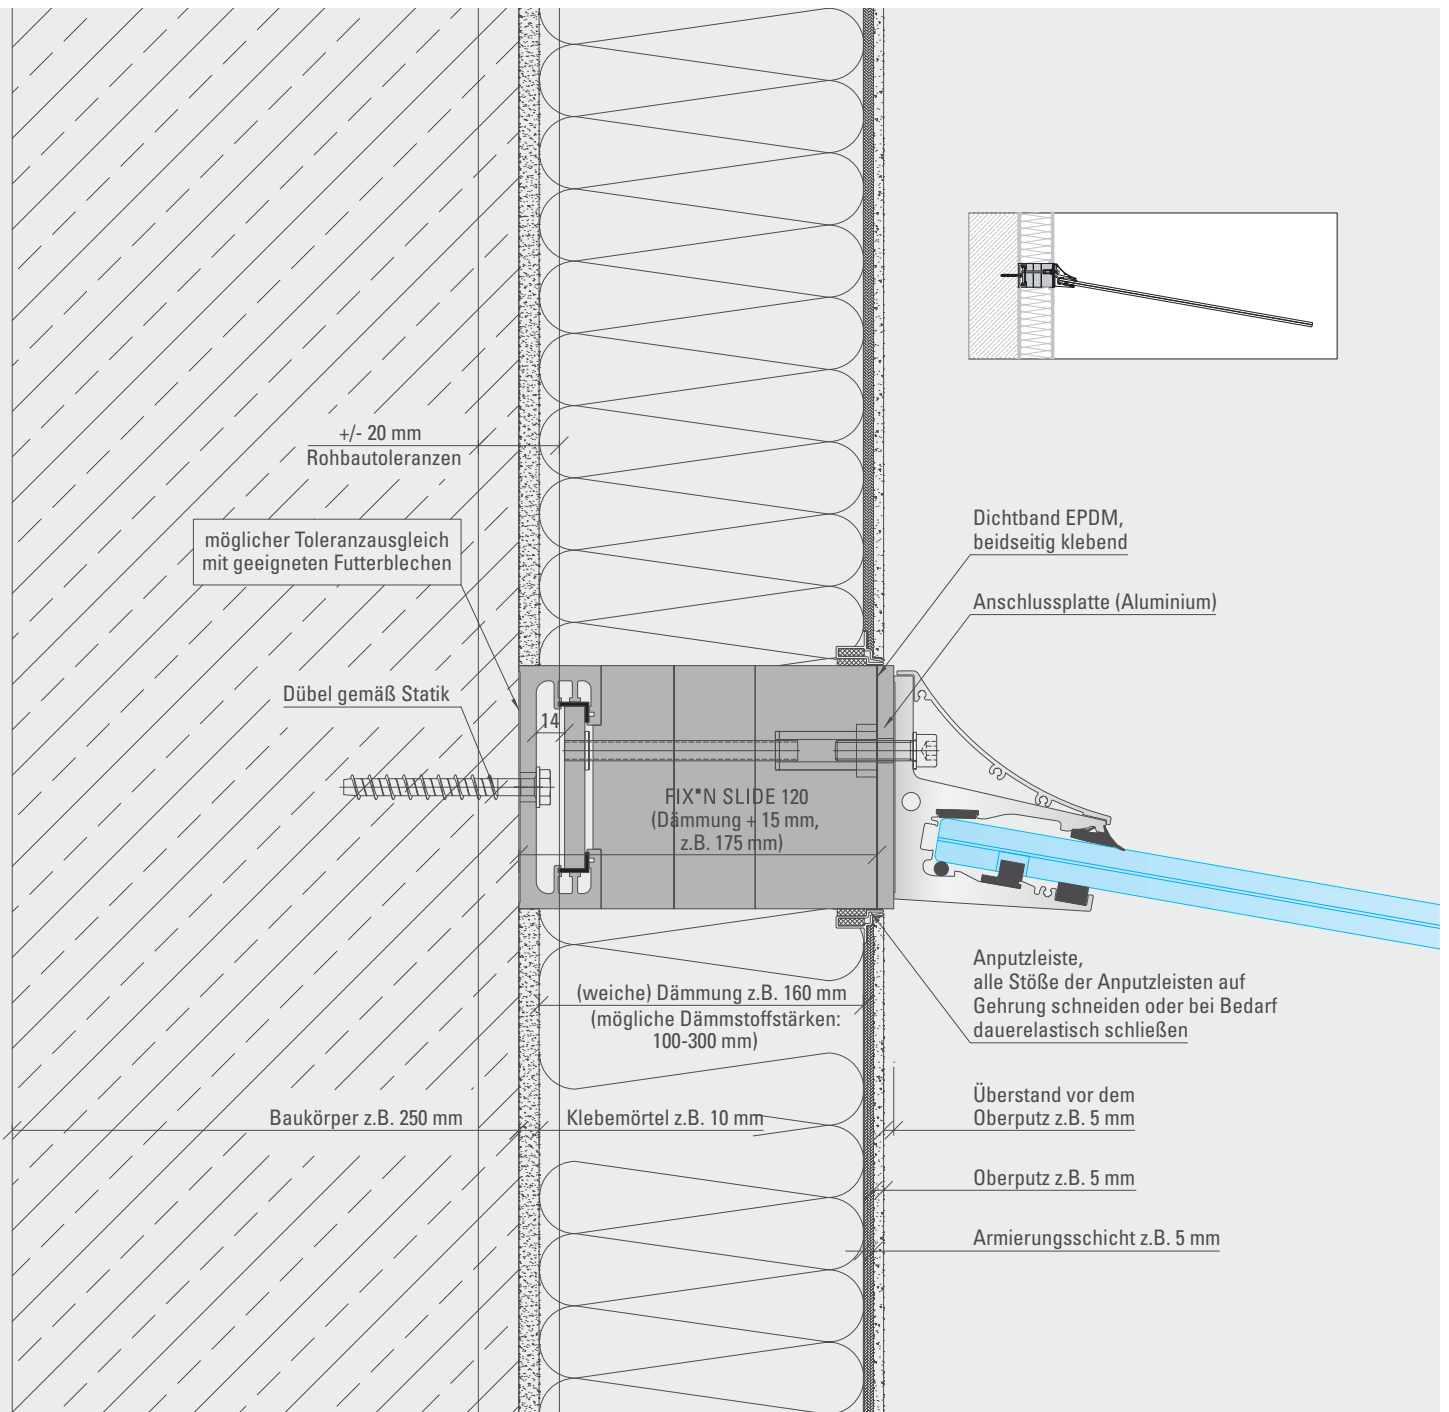 +/- 20 mm
Rohbautoleranzen
möglicher Toleranzausgleich
mit geeigneten Futterblechen
Dübel gemäß Statik
14
Dichtband EPDM,
beidseitig klebend
Anschlussplatte (Aluminium)
FIX■N SLIDE 120
(Dämmung + 15 mm,
z.B. 175 mm)
(weiche) Dämmung z.B. 160 mm
(mögliche Dämmstoffstärken:
100-300 mm)
Anputzleiste,
alle Stöße der Anputzleisten auf
Gehrung schneiden oder bei Bedarf
dauerelastisch schließen
Baukörper z.B. 250 mm
Klebemörtel z.B. 10 mm
Überstand vor dem
Oberputz z.B. 5 mm
Oberputz z.B. 5 mm
Armierungsschicht z.B. 5 mm